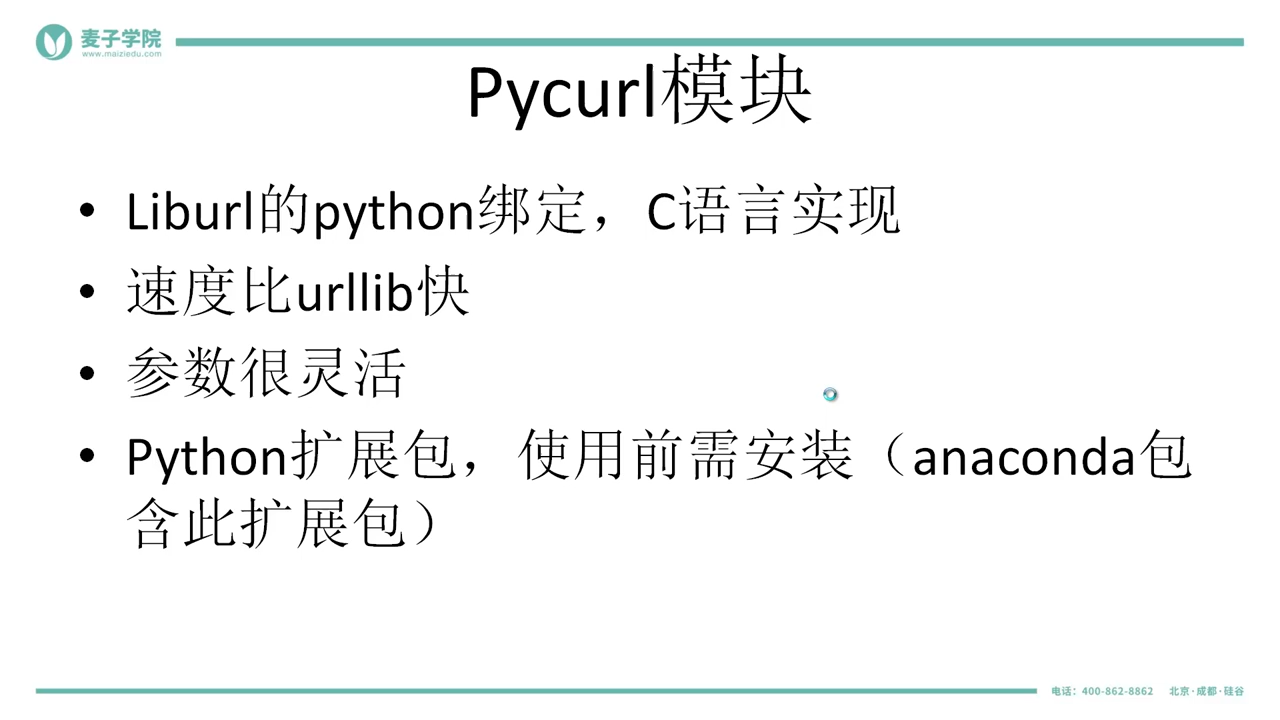 麦子学院
www.maiziedu.com
Pycurl模块
• Liburl的python绑定，C语言实现
• 速度比urllib快
• 参数很灵活
• Python扩展包，使用前需安装（anaconda包
含此扩展包）
电话：400-862-8862 北京·成都·硅谷